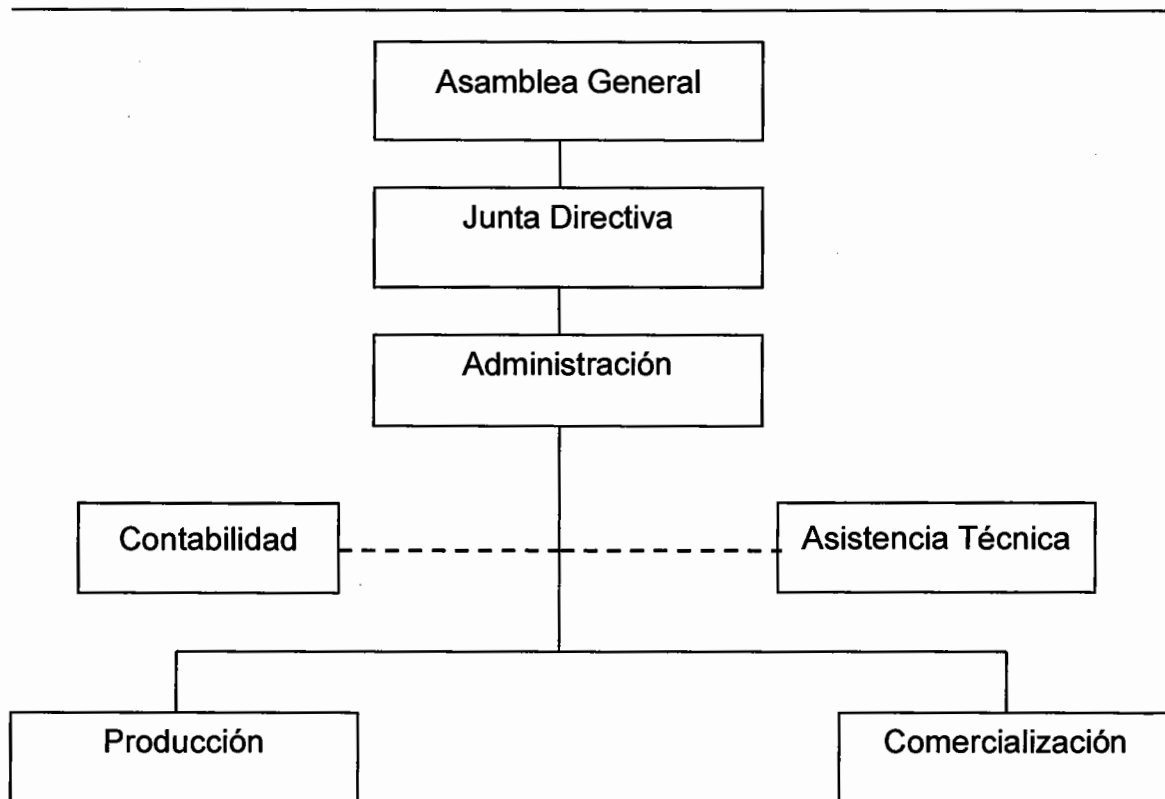 Asamblea General
Junta Directiva
Administración
Contabilidad
Asistencia Técnica
Producción
Comercialización